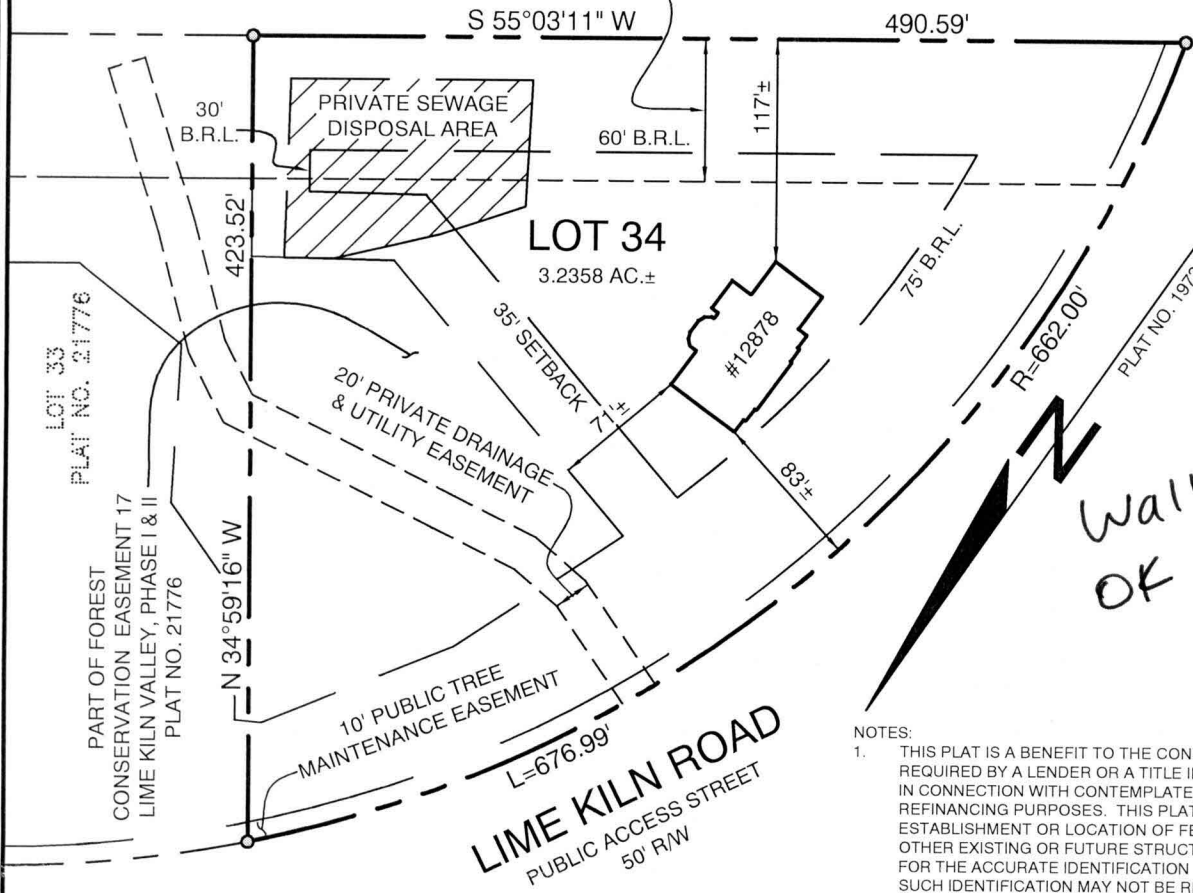 S 55°03'11" W
490.59'
30'
B.R.L.
PRIVATE SEWAGE
DISPOSAL AREA
60' B.R.L.
117'±
423.52'
LOT 34
3.2358 AC.±
75' B.R.L.
LOT 33
PLAT NO. 21776
35' SETBACK
#12878
R=662.00'
PLAT NO.
20' PRIVATE DRAINAGE
& UTILITY EASEMENT
71'±
83'±
N
OK
PART OF FOREST
CONSERVATION EASEMENT 17
LIME KILN VALLEY, PHASE I & II
PLAT NO. 21776
N 34°59'16" W
10' PUBLIC TREE
MAINTENANCE EASEMENT
L=676.99'
LIME KILN ROAD
PUBLIC ACCESS STREET
50' R/W
NOTES:
1. THIS PLAT IS A BENEFIT TO THE
REQUIRED BY A LENDER OR A TITLE
IN CONNECTION WITH
REFINANCING PURPOSES. THIS PLAT
ESTABLISHMENT OR LOCATION OF
OTHER EXISTING OR FUTURE
FOR THE ACCURATE IDENTIFICATION
SUCH IDENTIFICATION MAY NOT BE